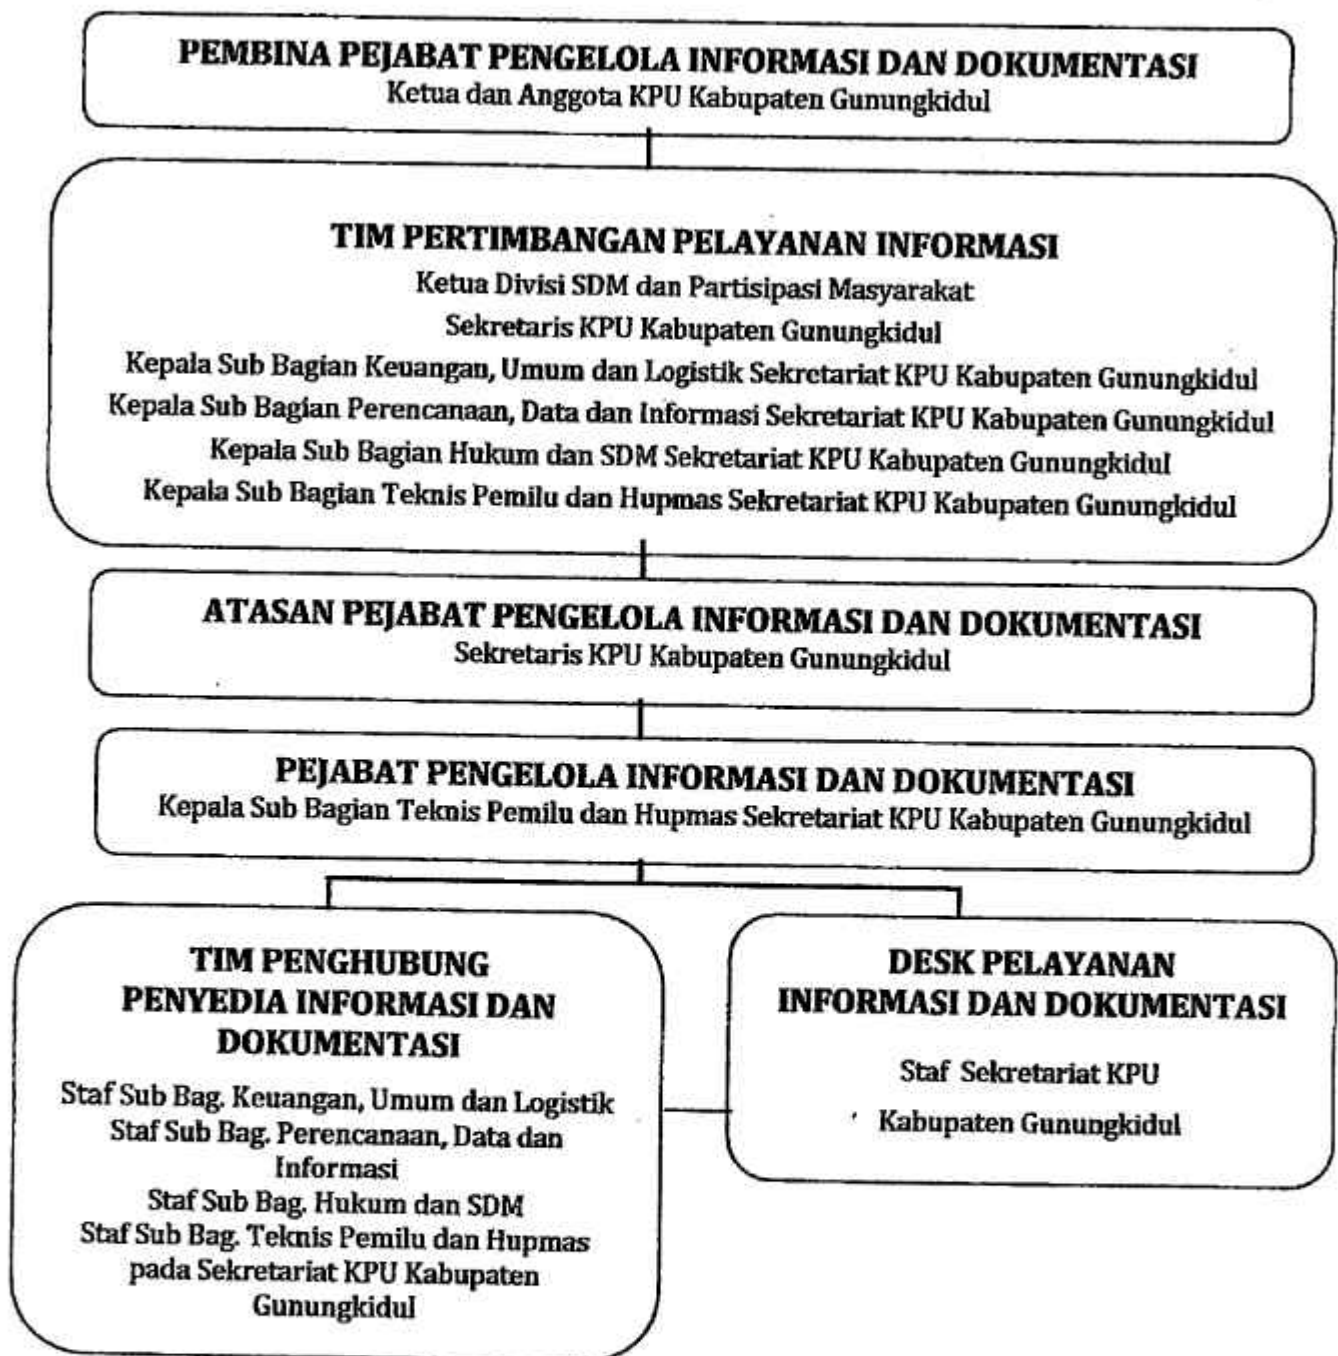 PEMBINA PEJABAT PENGELOLA INFORMASI DAN DOKUMENTASI
Ketua dan Anggota KPU Kabupaten Gunungkidul
TIM PERTIMBANGAN PELAYANAN INFORMASI
Ketua Divisi SDM dan Partisipasi Masyarakat
Sekretaris KPU Kabupaten Gunungkidul
Kepala Sub Bagian Keuangan, Umum dan Logistik Sekretariat KPU Kabupaten Gunungkidul
Kepala Sub Bagian Perencanaan, Data dan Informasi Sekretariat KPU Kabupaten Gunungkidul
Kepala Sub Bagian Hukum dan SDM Sekretariat KPU Kabupaten Gunungkidul
Kepala Sub Bagian Teknis Pemilu dan Hupmas Sekretariat KPU Kabupaten Gunungkidul
ATASAN PEJABAT PENGELOLA INFORMASI DAN DOKUMENTASI
Sekretaris KPU Kabupaten Gunungkidul
PEJABAT PENGELOLA INFORMASI DAN DOKUMENTASI
Kepala Sub Bagian Teknis Pemilu dan Hupmas Sekretariat KPU Kabupaten Gunungkidul
TIM PENGHUBUNG
PENYEDIA INFORMASI DAN
DOKUMENTASI
Staf Sub Bag. Keuangan, Umum dan Logistik
Staf Sub Bag. Perencanaan, Data dan
Informasi
Staf Sub Bag. Hukum dan SDM
Staf Sub Bag. Teknis Pemilu dan Hupmas
pada Sekretariat KPU Kabupaten
Gunungkidul
DESK PELAYANAN
INFORMASI DAN DOKUMENTASI
Staf Sekretariat KPU
Kabupaten Gunungkidul